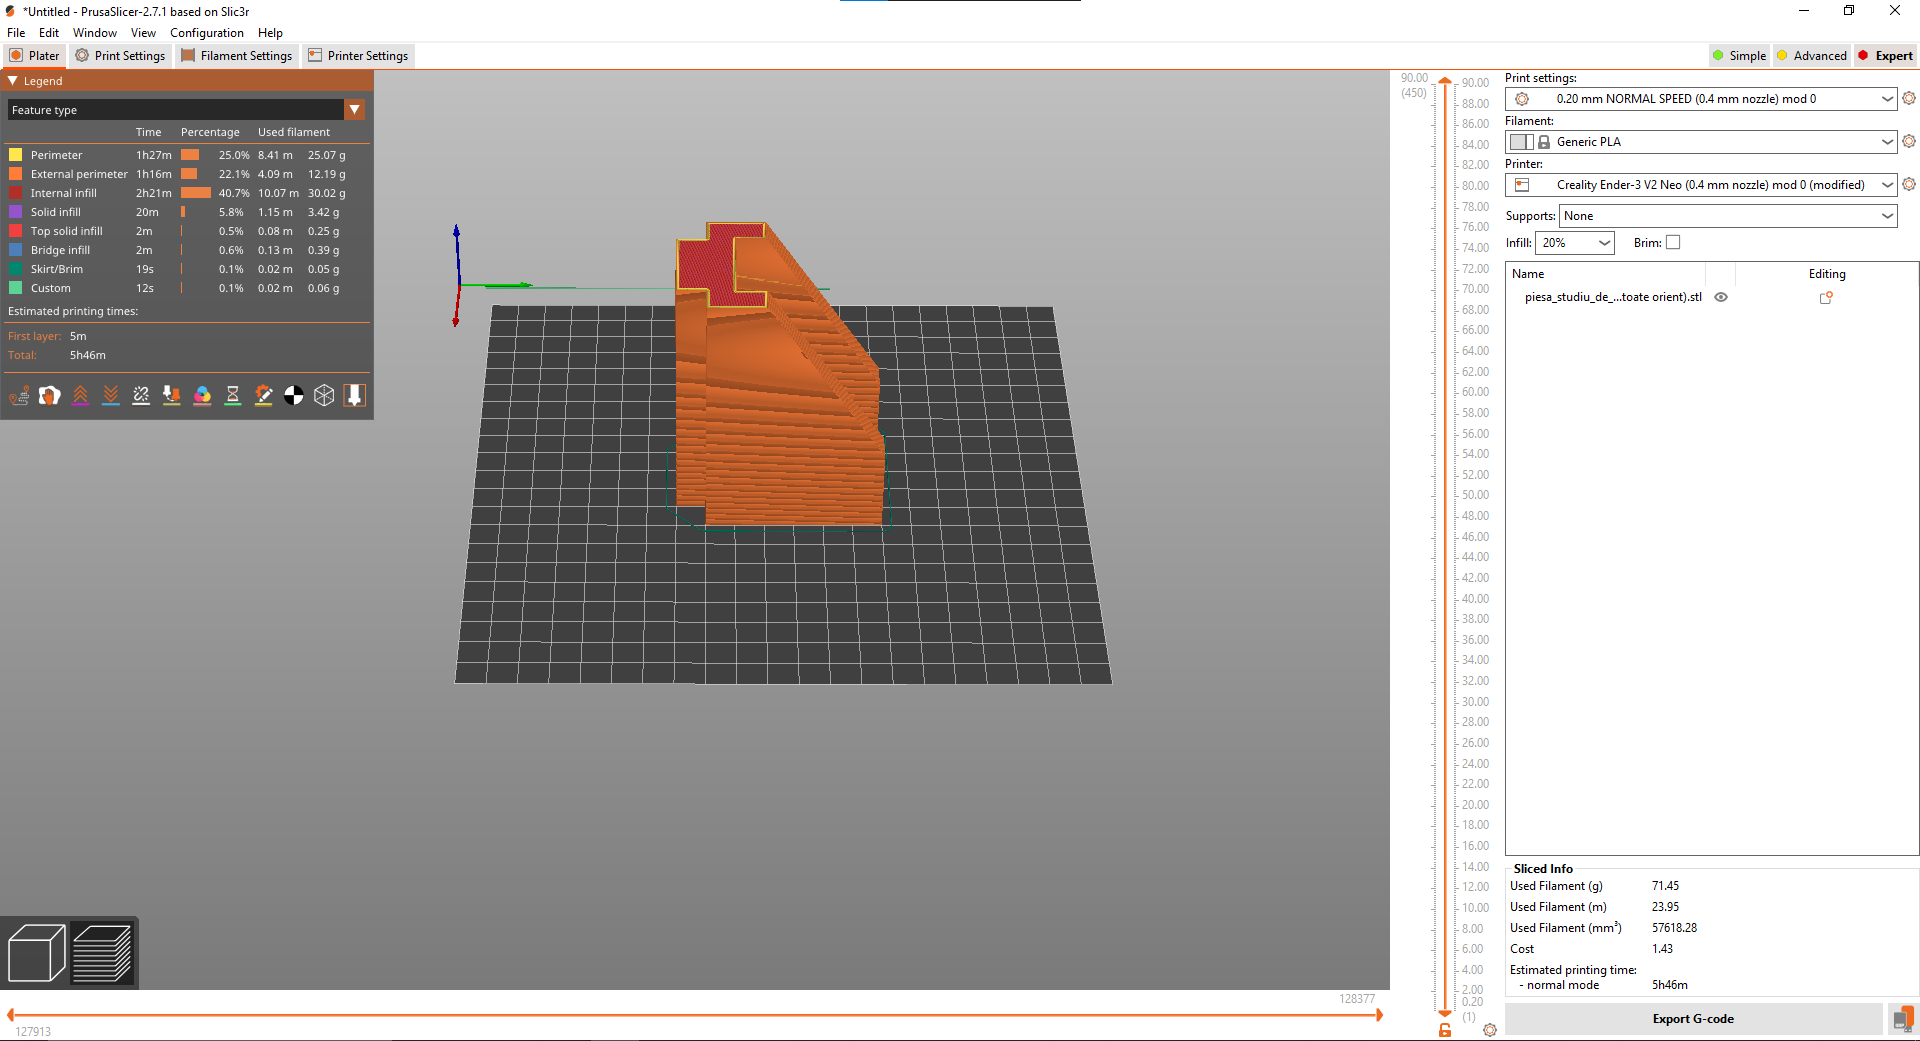 *Untitled - PrusaSlicer-2.7.1 based on Slic3r
File Edit Window View Configuration Help
Plater Print Settings Filament Settings Printer Settings
Simple Advanced Expert
Legend
Feature type
Time Percentage Used filament
Perimeter 1h27m 25.0% 8.41 m 25.07 g
External perimeter 1h16m 22.1% 4.09 m 12.19 g
Internal infill 2h21m 40.7% 10.07 m 30.02 g
Solid infill 20m 5.8% 1.15 m 3.42 g
Top solid infill 2m 0.5% 0.08 m 0.25 g
Bridge infill 2m 0.6% 0.13 m 0.39 g
Skirt/Brim 19s 0.1% 0.02 m 0.05 g
Custom 12s 0.1% 0.02 m 0.06 g
Estimated printing times:
First layer: 5m
Total: 5h46m
127913
128377
90.00
(450)
90.00
88.00
86.00
84.00
82.00
80.00
78.00
76.00
74.00
72.00
70.00
68.00
66.00
64.00
62.00
60.00
58.00
56.00
54.00
52.00
50.00
48.00
46.00
44.00
42.00
40.00
38.00
36.00
34.00
32.00
30.00
28.00
26.00
24.00
22.00
20.00
18.00
16.00
14.00
12.00
10.00
8.00
6.00
4.00
2.00
0.20
(1)
Print settings:
0.20 mm NORMAL SPEED (0.4 mm nozzle) mod 0
Filament:
Generic PLA
Printer:
Creality Ender-3 V2 Neo (0.4 mm nozzle) mod 0 (modified)
Supports: None
Infill: 20% Brim:
Name Editing
piesa_studiu_de_...toate orient).stl
Sliced Info
Used Filament (g) 71.45
Used Filament (m) 23.95
Used Filament (mm³) 57618.28
Cost 1.43
Estimated printing time:
- normal mode 5h46m
Export G-code